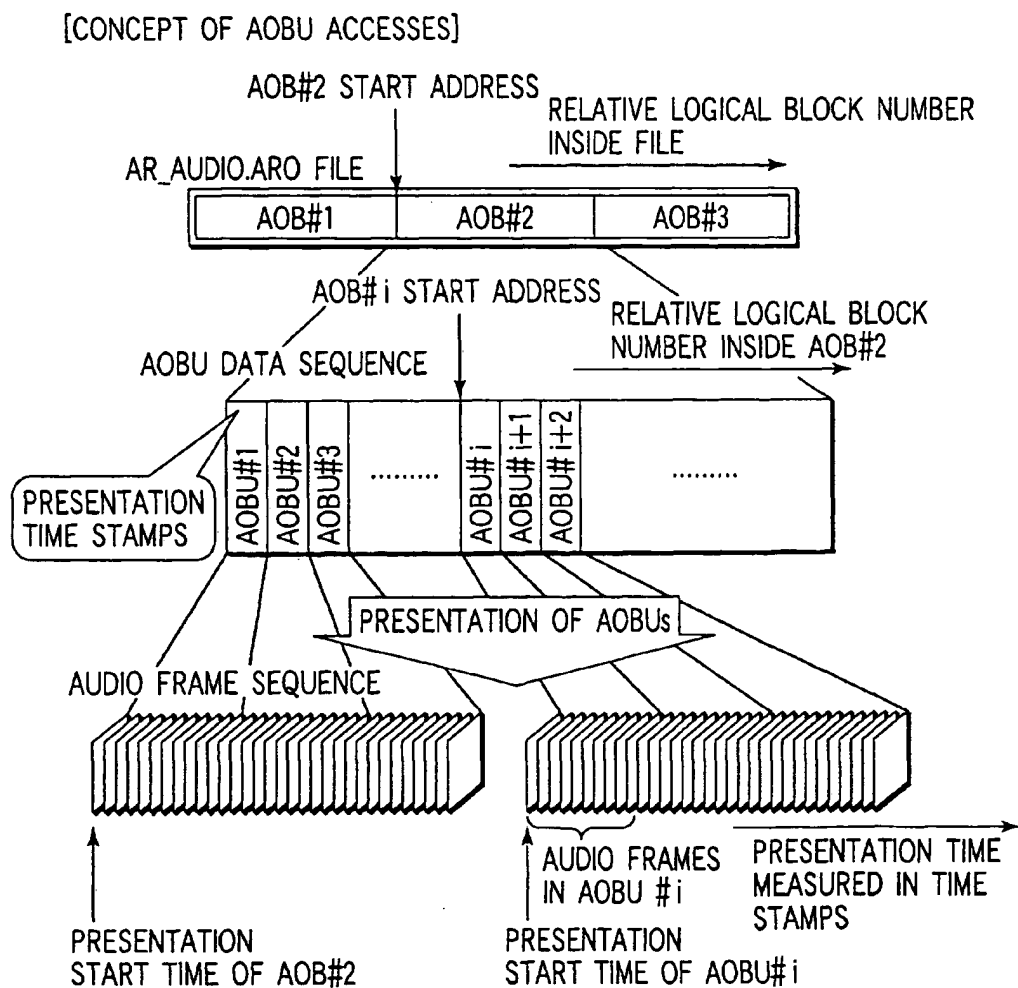 [CONCEPT OF AOBU ACCESSES]
AOB#2 START ADDRESS
RELATIVE LOGICAL BLOCK NUMBER
INSIDE FILE
AR_AUDIO.ARO FILE
AOB#1
AOB#2
AOB#3
AOB#i START ADDRESS
RELATIVE LOGICAL BLOCK
NUMBER INSIDE AOB#2
AOBU DATA SEQUENCE
AOBU#1
AOBU#2
AOBU#3
.........
AOBU#i
AOBU#i+1
AOBU#i+2
.........
PRESENTATION
TIME STAMPS
PRESENTATION OF AOBUs
AUDIO FRAME SEQUENCE
AUDIO FRAMES
IN AOBU #i
PRESENTATION TIME
MEASURED IN TIME
STAMPS
PRESENTATION
START TIME OF AOB#2
PRESENTATION
START TIME OF AOBU#i